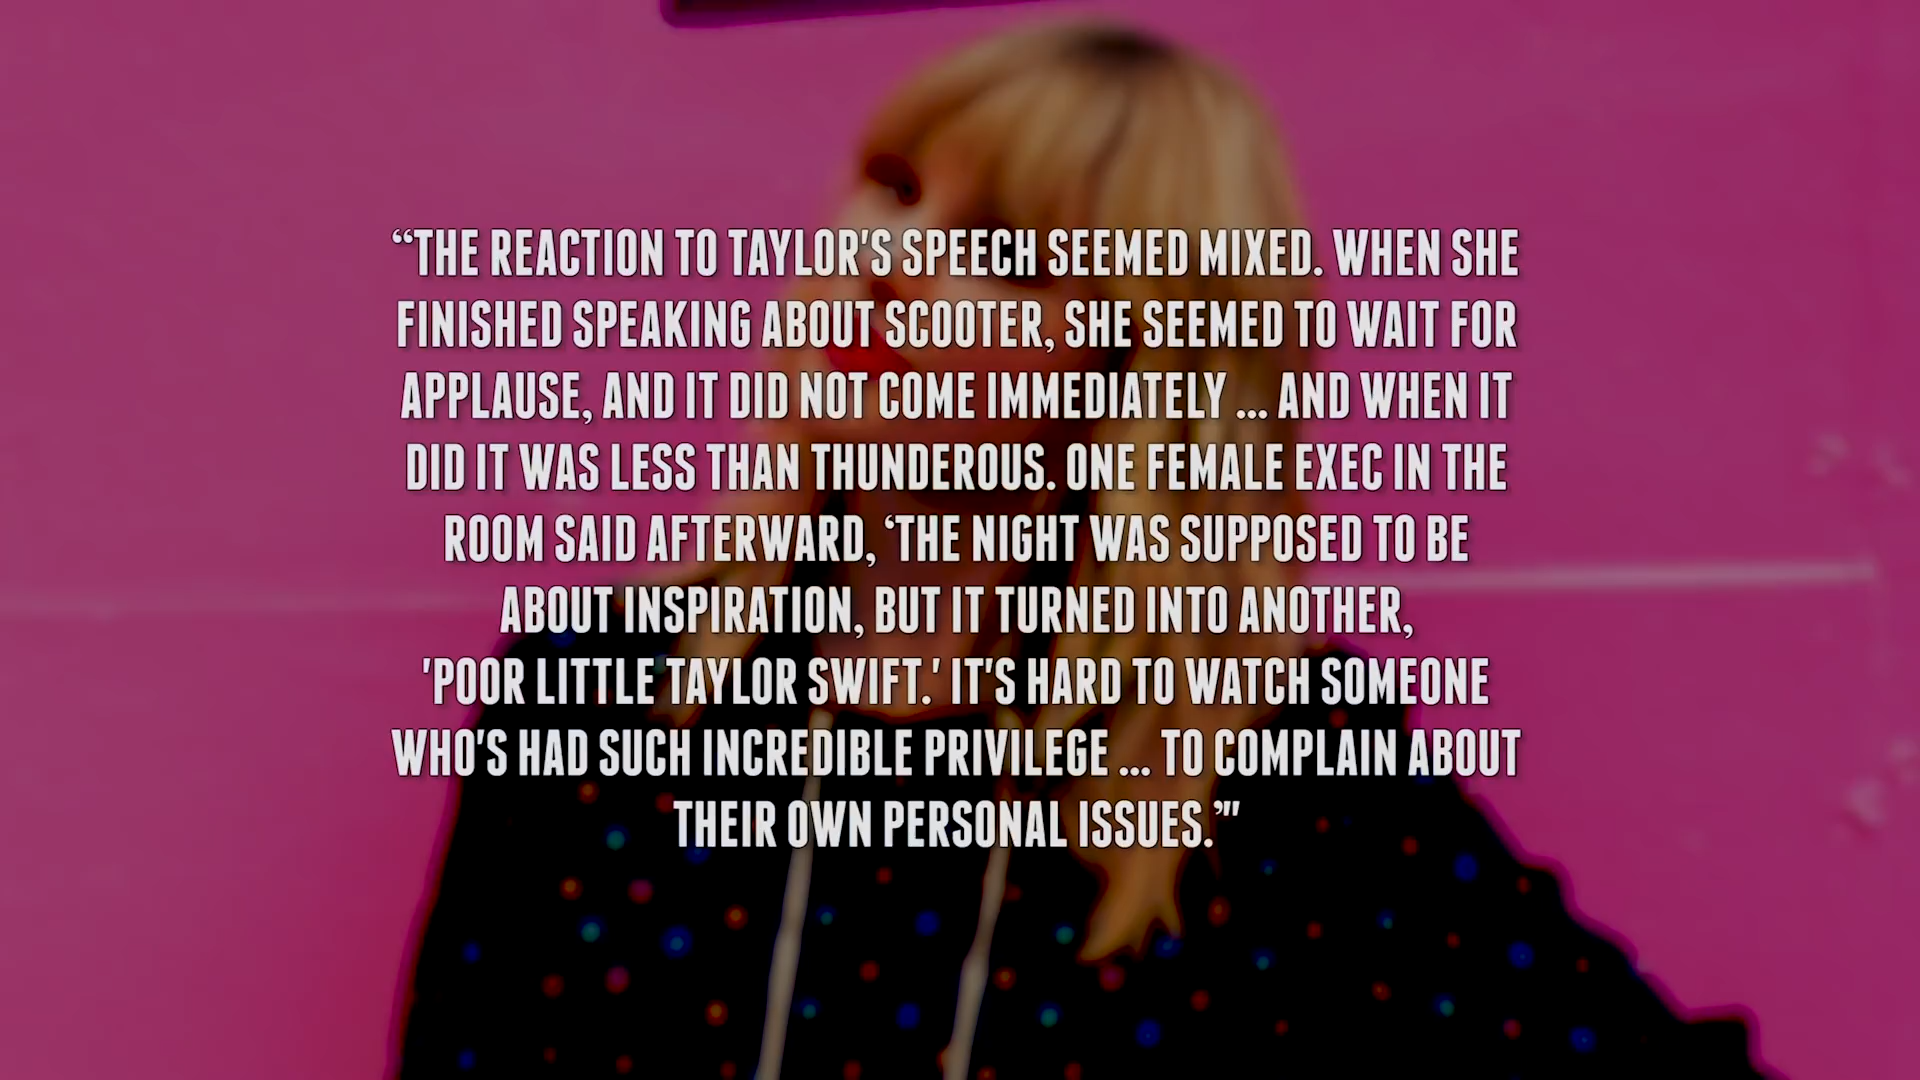 “THE REACTION TO TAYLOR'S SPEECH SEEMED MIXED. WHEN SHE
FINISHED SPEAKING ABOUT SCOOTER, SHE SEEMED TO WAIT FOR
APPLAUSE, AND IT DID NOT COME IMMEDIATELY ... AND WHEN IT
DID IT WAS LESS THAN THUNDEROUS. ONE FEMALE EXEC IN THE
ROOM SAID AFTERWARD, ‘THE NIGHT WAS SUPPOSED TO BE
ABOUT INSPIRATION, BUT IT TURNED INTO ANOTHER,
'POOR LITTLE TAYLOR SWIFT.' IT'S HARD TO WATCH SOMEONE
WHO'S HAD SUCH INCREDIBLE PRIVILEGE ... TO COMPLAIN ABOUT
THEIR OWN PERSONAL ISSUES.’"